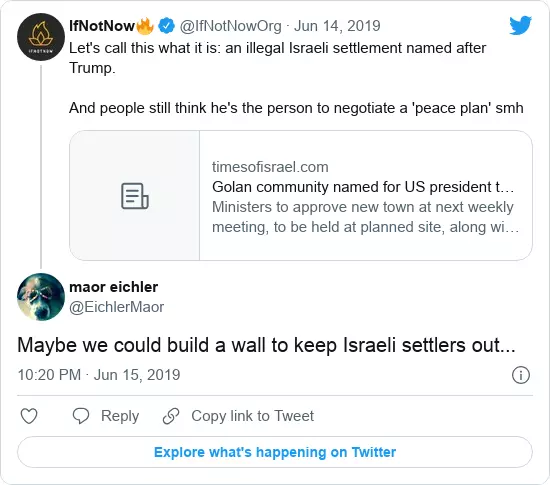 IfNotNow🔥 @IfNotNowOrg · Jun 14, 2019
Let's call this what it is: an illegal Israeli settlement named after
Trump.
And people still think he's the person to negotiate a 'peace plan' smh
timesofisrael.com
Golan community named for US president t…
Ministers to approve new town at next weekly
meeting, to be held at planned site, along wi…
maor eichler
@EichlerMaor
Maybe we could build a wall to keep Israeli settlers out...
10:20 PM · Jun 15, 2019
Reply
Copy link to Tweet
Explore what's happening on Twitter